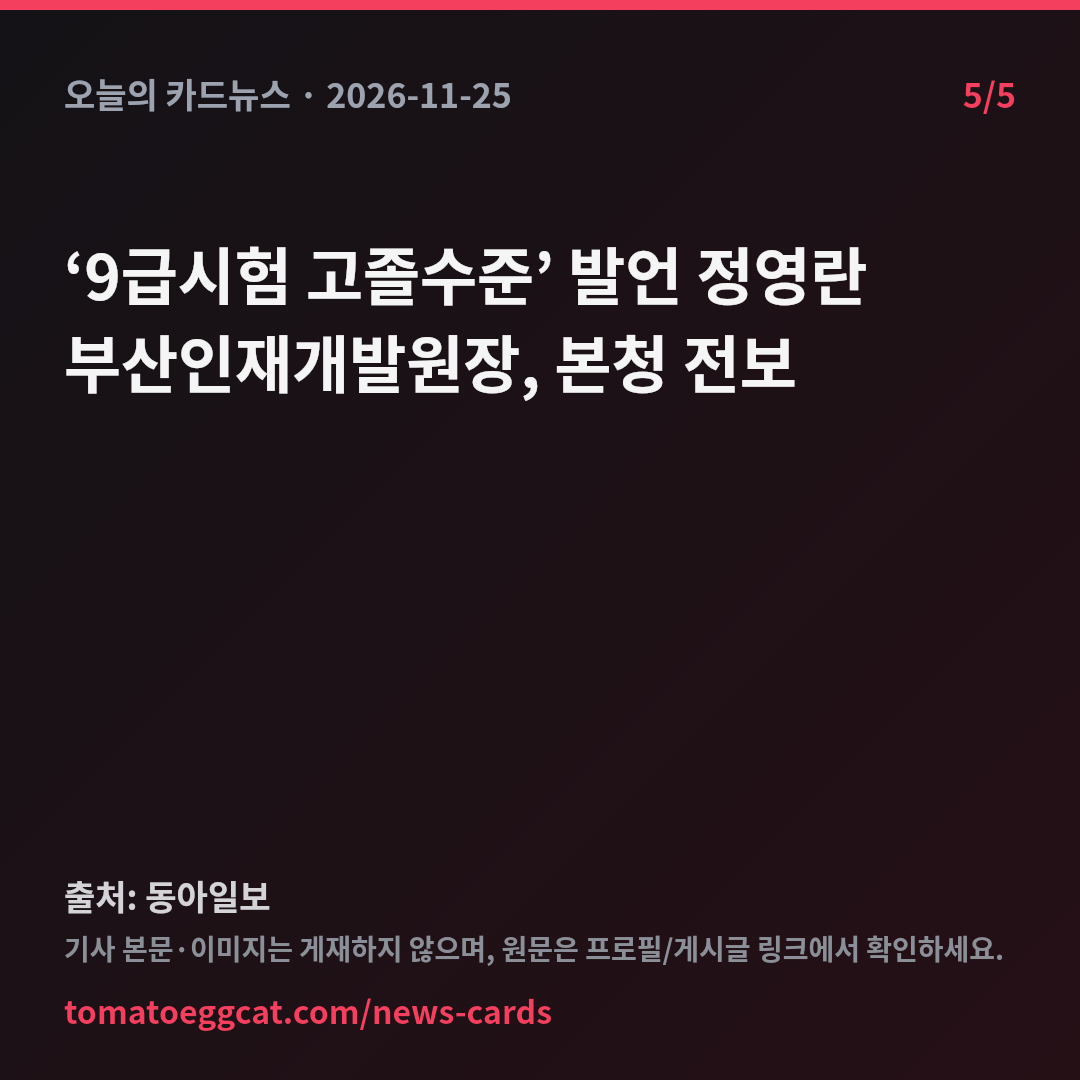 오늘의 카드뉴스 · 2026-11-25
5/5
‘9급시험 고졸수준’ 발언 정영란
부산인재개발원장, 본청 전보
출처: 동아일보
기사 본문·이미지는 게재하지 않으며, 원문은 프로필/게시글 링크에서 확인하세요.
tomatoeggcat.com/news-cards